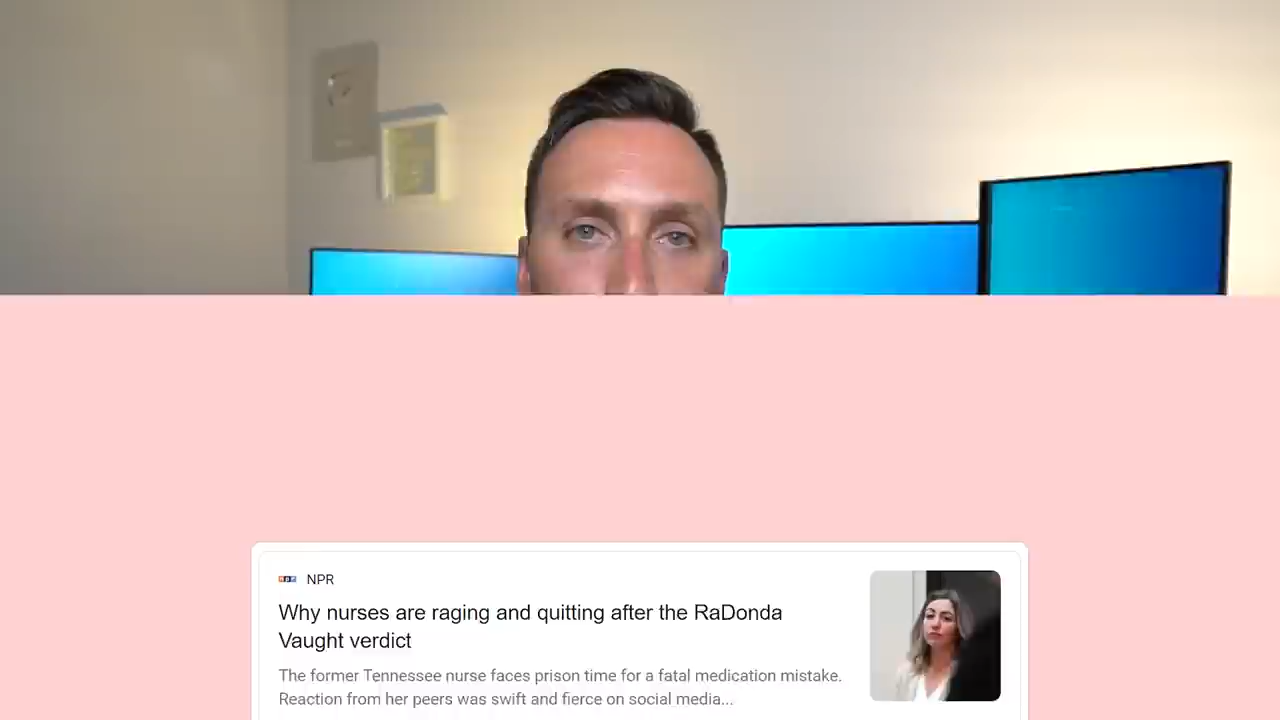 NPR
Why nurses are raging and quitting after the RaDonda
Vaught verdict
The former Tennessee nurse faces prison time for a fatal medication mistake.
Reaction from her peers was swift and fierce on social media...